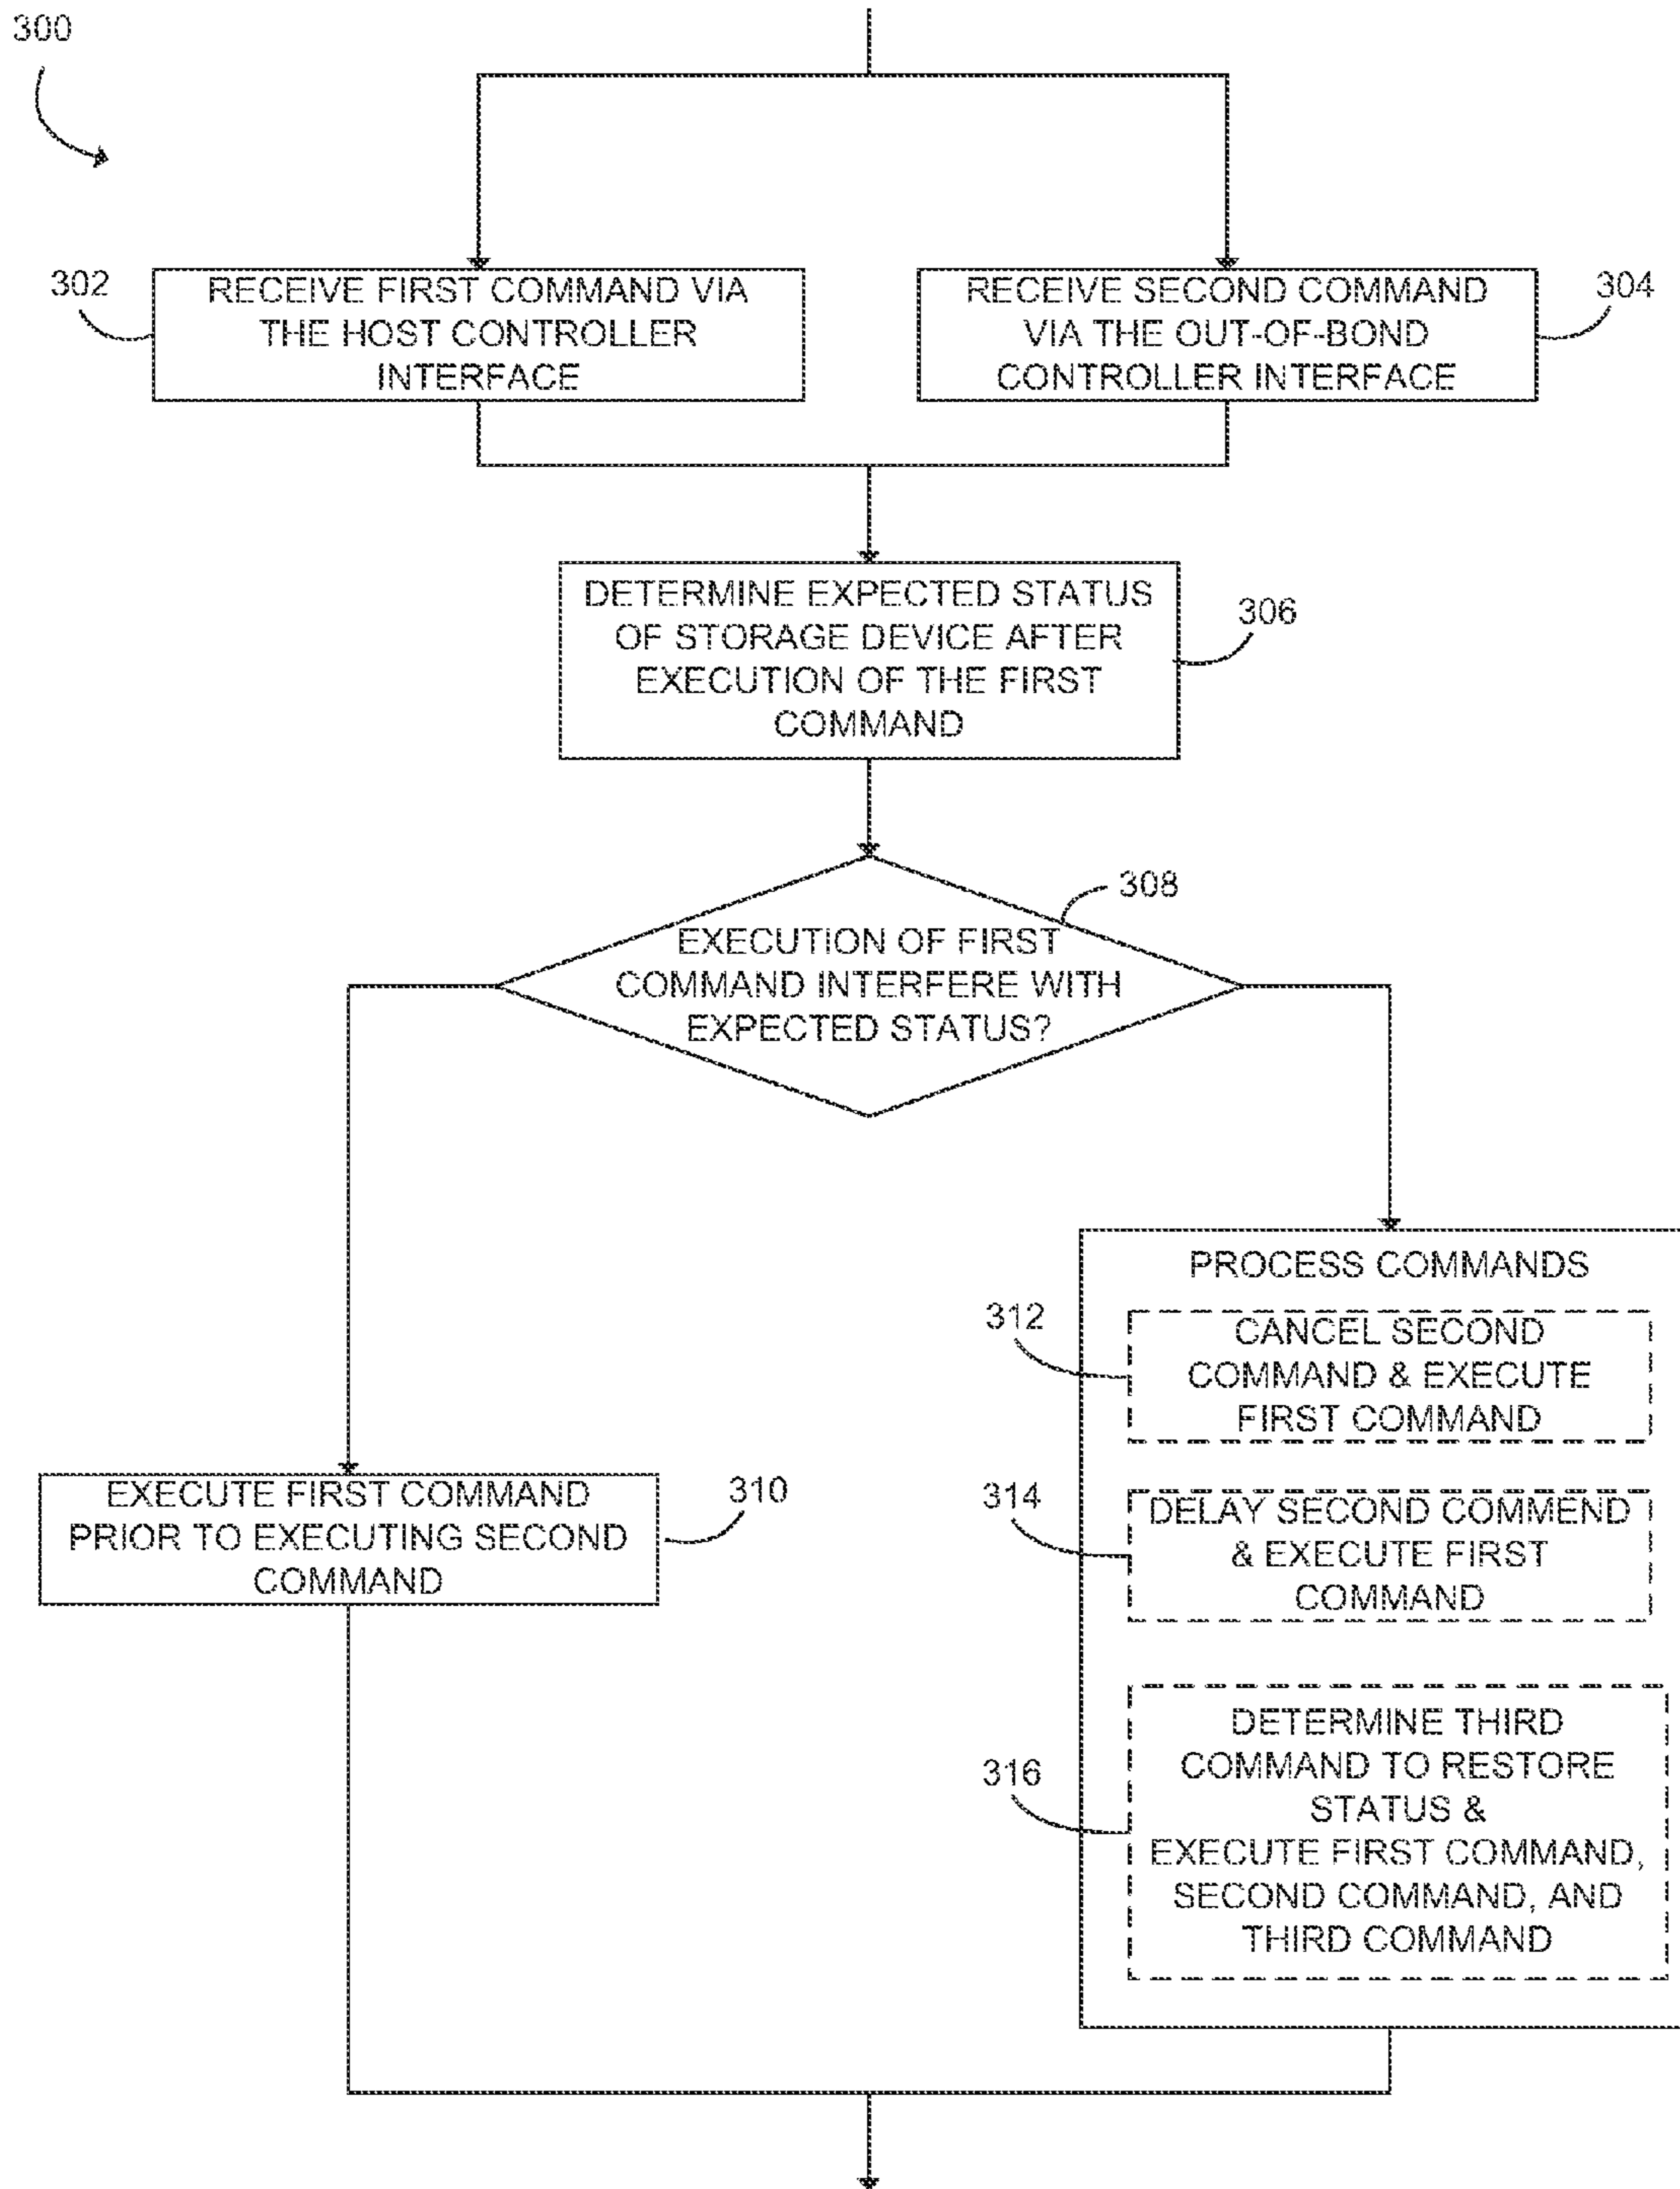 300
302
RECEIVE FIRST COMMAND VIA
THE HOST CONTROLLER
INTERFACE
RECEIVE SECOND COMMAND
VIA THE OUT-OF-BOND
CONTROLLER INTERFACE
304
DETERMINE EXPECTED STATUS
OF STORAGE DEVICE AFTER
EXECUTION OF THE FIRST
COMMAND
306
308
EXECUTION OF FIRST
COMMAND INTERFERE WITH
EXPECTED STATUS?
EXECUTE FIRST COMMAND
PRIOR TO EXECUTING SECOND
COMMAND
310
PROCESS COMMANDS
312
CANCEL SECOND
COMMAND & EXECUTE
FIRST COMMAND
314
DELAY SECOND COMMEND
& EXECUTE FIRST
COMMAND
316
DETERMINE THIRD
COMMAND TO RESTORE
STATUS &
EXECUTE FIRST COMMAND,
SECOND COMMAND, AND
THIRD COMMAND